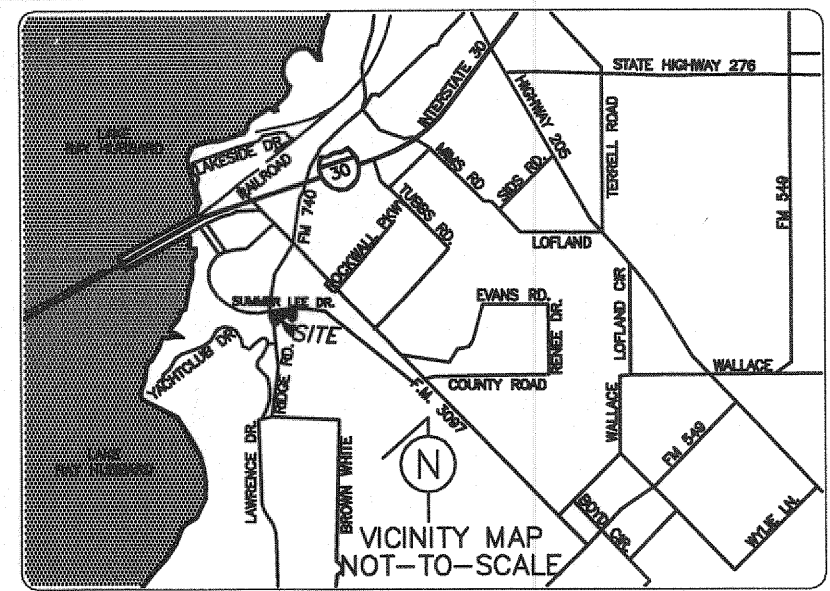 INTERSTATE 30
STATE HIGHWAY 276
HIGHWAY 205
TERRELL ROAD
FM 549
LAKE
RAY HUBBARD
LAKESIDE DR.
RAILROAD
30
MIMS RD
SIDS RD.
FM 740
TUBBS RD.
ROCKWALL PKWY
LOFLAND
SUMMER LEE DR.
SITE
EVANS RD.
RENEE DR.
LOFLAND CIR
YACHTCLUB DR.
RIDGE RD.
COUNTY ROAD
WALLACE
F.M. 3097
WALLACE
LAKE
RAY HUBBARD
LAWRENCE DR.
BROWN WHITE
N
FM 549
BOYD CIR.
WYLIE LN.
VICINITY MAP
NOT-TO-SCALE